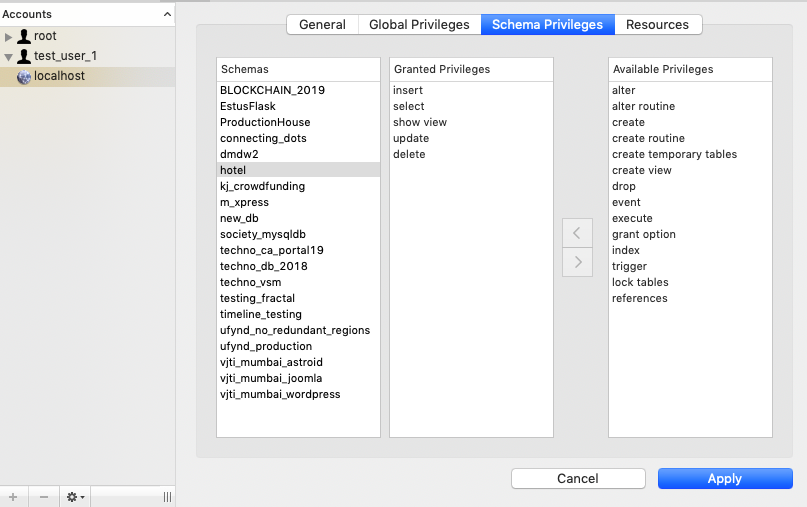 Accounts
root
test_user_1
localhost
General Global Privileges Schema Privileges Resources
Schemas
BLOCKCHAIN_2019
EstusFlask
ProductionHouse
connecting_dots
dmdw2
hotel
kj_crowdfunding
m_xpress
new_db
society_mysqldb
techno_ca_portal19
techno_db_2018
techno_vsm
testing_fractal
timeline_testing
ufynd_no_redundant_regions
ufynd_production
vjti_mumbai_astroid
vjti_mumbai_joomla
vjti_mumbai_wordpress
Granted Privileges
insert
select
show view
update
delete
Available Privileges
alter
alter routine
create
create routine
create temporary tables
create view
drop
event
execute
grant option
index
trigger
lock tables
references
Cancel Apply